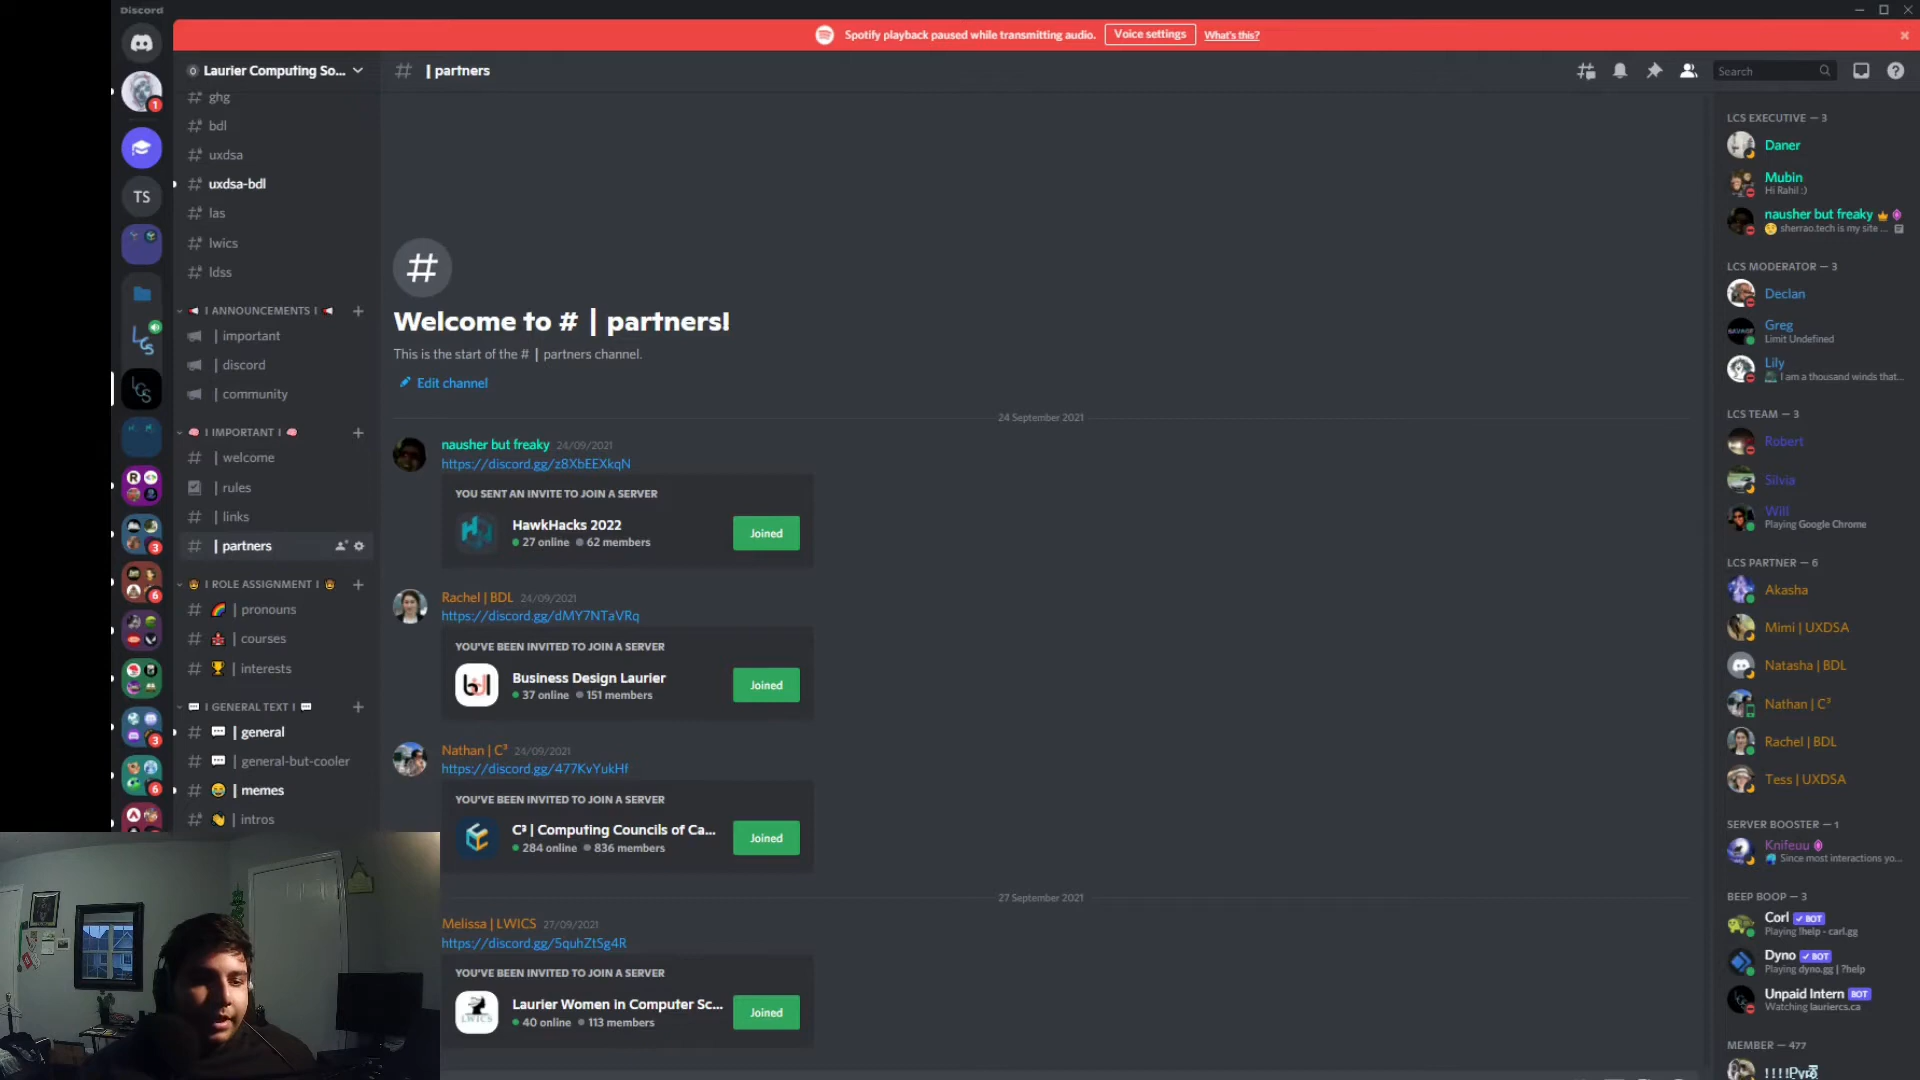 Discord
Spotify playback paused while transmitting audio.
Voice settings
What's this?
Laurier Computing So...
| partners
Search
1
TS
3
6
3
6
ghg
bdl
uxdsa
uxdsa-bdl
las
lwics
ldss
| ANNOUNCEMENTS |
| important
| discord
| community
| IMPORTANT |
| welcome
| rules
| links
| partners
| ROLE ASSIGNMENT |
| pronouns
| courses
| interests
| GENERAL TEXT |
| general
| general-but-cooler
| memes
| intros
Welcome to # | partners!
This is the start of the # | partners channel.
Edit channel
24 September 2021
nausher but freaky 24/09/2021
https://discord.gg/z8XbEEXkqN
YOU SENT AN INVITE TO JOIN A SERVER
HawkHacks 2022
27 online 62 members
Joined
Rachel | BDL 24/09/2021
https://discord.gg/dMY7NTaVRq
YOU'VE BEEN INVITED TO JOIN A SERVER
bdl
Business Design Laurier
37 online 151 members
Joined
Nathan | C³ 24/09/2021
https://discord.gg/477KvYukHf
YOU'VE BEEN INVITED TO JOIN A SERVER
C³ | Computing Councils of Ca...
284 online 836 members
Joined
27 September 2021
Melissa | LWICS 27/09/2021
https://discord.gg/5quhZtSg4R
YOU'VE BEEN INVITED TO JOIN A SERVER
LWICS
Laurier Women in Computer Sc...
40 online 113 members
Joined
LCS EXECUTIVE — 3
Daner
Mubin
Hi Rahil :)
nausher but freaky
sherrao.tech is my site ...
LCS MODERATOR — 3
Declan
Greg
Limit Undefined
Lily
I am a thousand winds that...
LCS TEAM — 3
Robert
Silvia
Will
Playing Google Chrome
LCS PARTNER — 6
Akasha
Mimi | UXDSA
Natasha | BDL
Nathan | C³
Rachel | BDL
Tess | UXDSA
SERVER BOOSTER — 1
Knifeuu
Since most interactions yo...
BEEP BOOP — 3
Carl BOT
Playing !help - carl.gg
Dyno BOT
Playing dyno.gg | ?help
Unpaid Intern BOT
Watching lauriercs.ca
MEMBER — 477